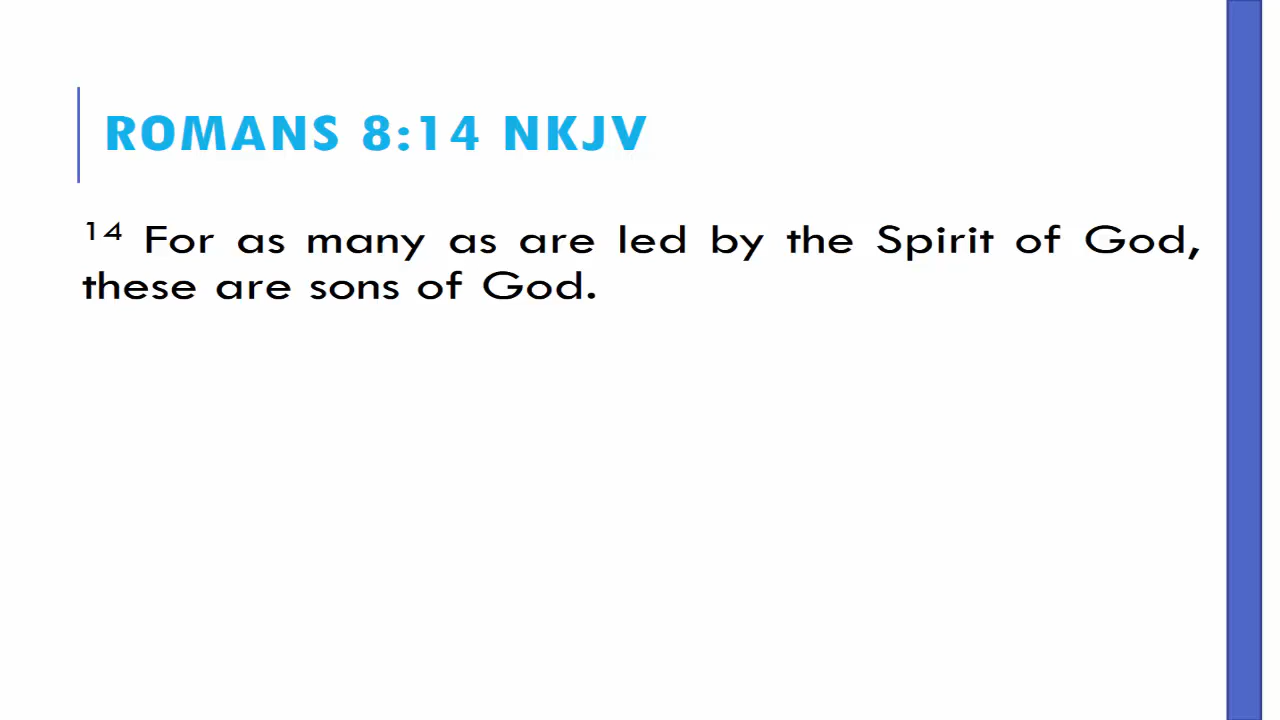 ROMANS 8:14 NKJV
14 For as many as are led by the Spirit of God,
these are sons of God.